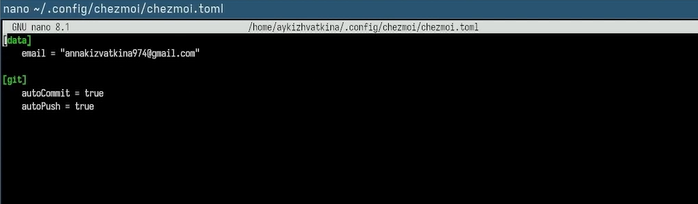 nano ~/.config/chezmoi/chezmoi.toml
GNU nano 8.1 /home/aykizhvatkina/.config/chezmoi/chezmoi.toml
[data]
email = "annakizvatkina974@gmail.com"
[git]
autoCommit = true
autoPush = true